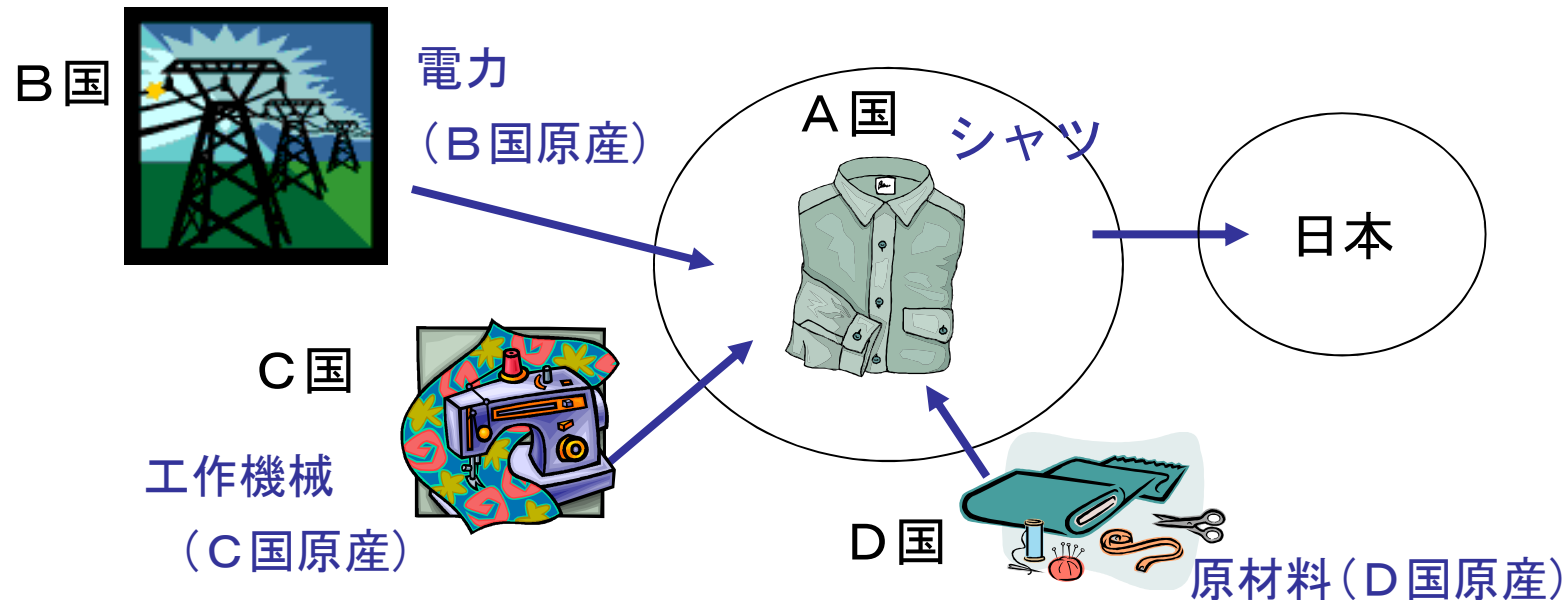 B国
電力
(B国原産)
A国
シャツ
日本
C国
工作機械
(C国原産)
D国
原材料(D国原産)